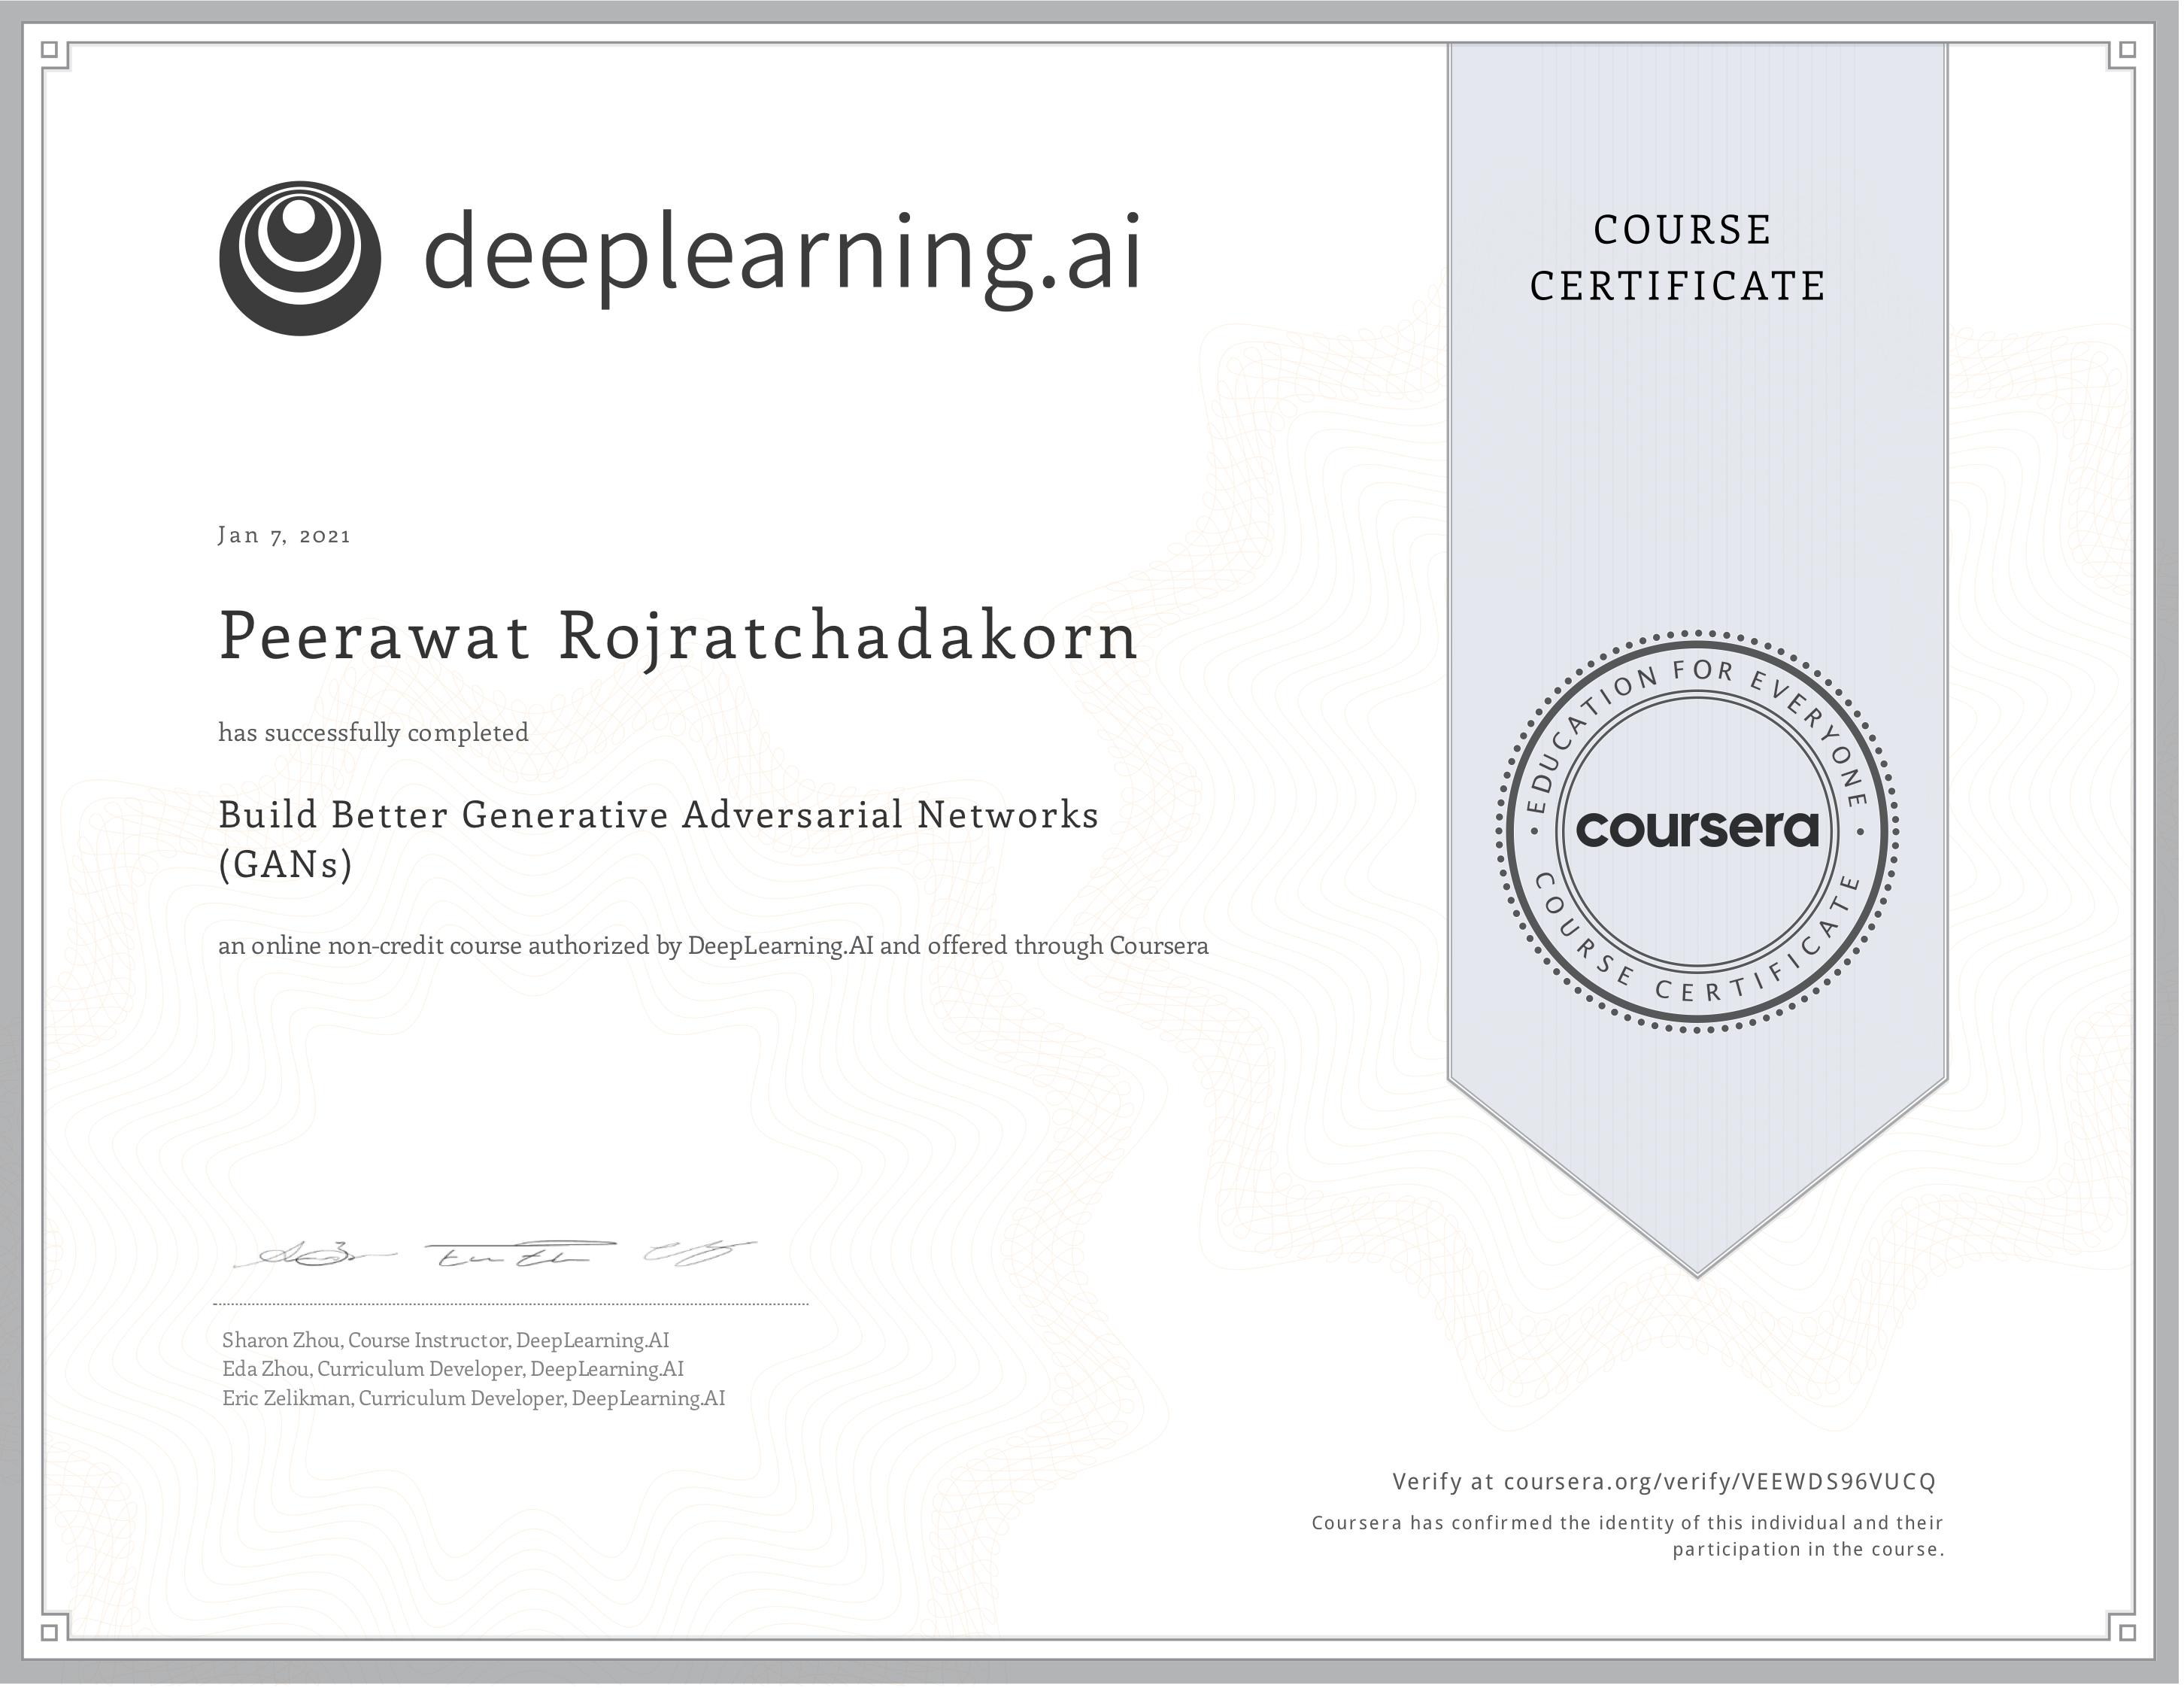 deeplearning.ai
COURSE
CERTIFICATE
Jan 7, 2021
Peerawat Rojratchadakorn
has successfully completed
Build Better Generative Adversarial Networks
(GANs)
an online non-credit course authorized by DeepLearning.AI and offered through Coursera
EDUCATION FOR EVERYONE
coursera
COURSE CERTIFICATE
Sharon Zhou, Course Instructor, DeepLearning.AI
Eda Zhou, Curriculum Developer, DeepLearning.AI
Eric Zelikman, Curriculum Developer, DeepLearning.AI
Verify at coursera.org/verify/VEEWDS96VUCQ
Coursera has confirmed the identity of this individual and their
participation in the course.